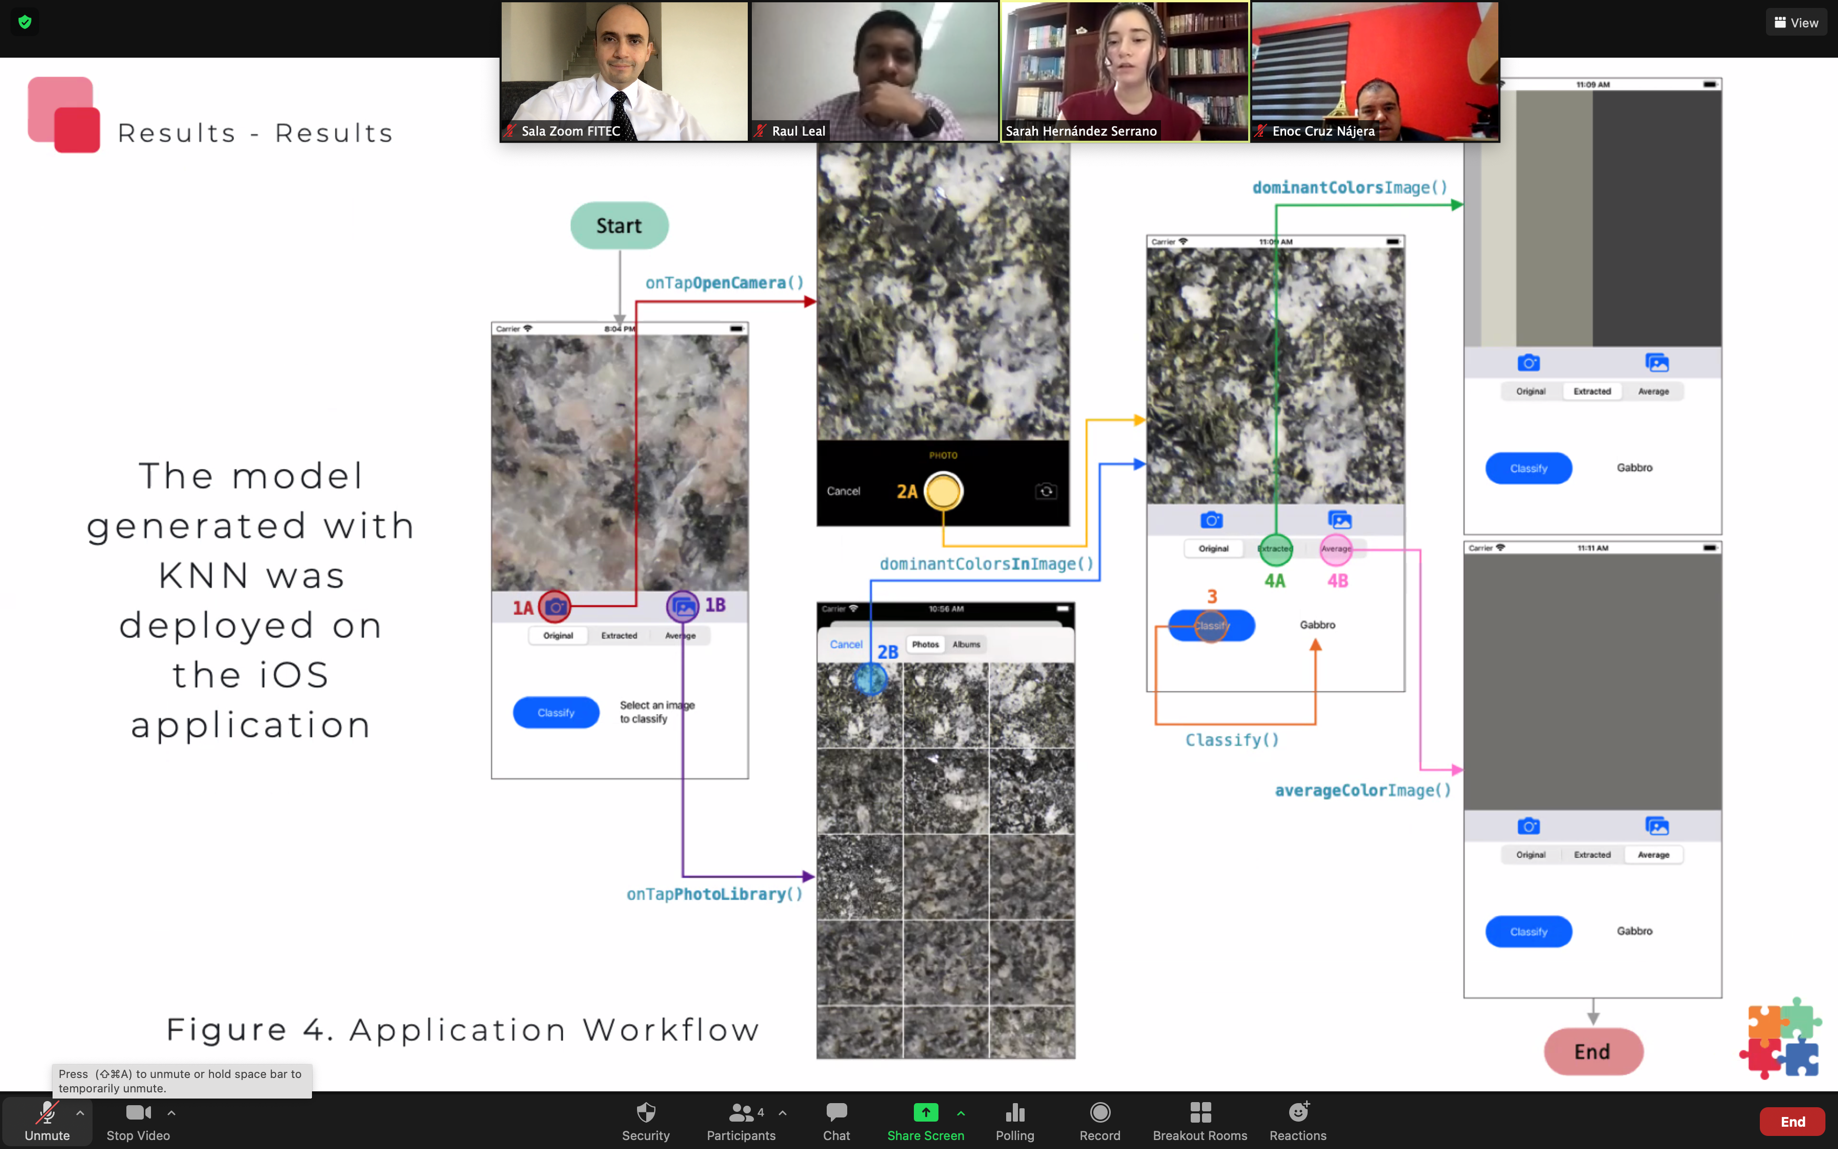 View
Sala Zoom FITEC
Raul Leal
Sarah Hernández Serrano
Enoc Cruz Nájera
Results - Results
The model
generated with
KNN was
deployed on
the iOS
application
Start
onTapOpenCamera()
Carrier
8:04 PM
1A
1B
Original Extracted Average
Classify
Select an image
to classify
onTapPhotoLibrary()
PHOTO
Cancel
2A
dominantColorsInImage()
Carrier
10:56 AM
Cancel
Photos Albums
2B
Carrier
11:09 AM
Original Extracted Average
4A
4B
3
Classify
Gabbro
Classify()
dominantColorsImage()
averageColorImage()
11:09 AM
Original Extracted Average
Classify
Gabbro
Carrier
11:11 AM
Original Extracted Average
Classify
Gabbro
End
Figure 4. Application Workflow
Press (⇧⌘A) to unmute or hold space bar to
temporarily unmute.
Unmute
Stop Video
Security
Participants
4
Chat
Share Screen
Polling
Record
Breakout Rooms
Reactions
End